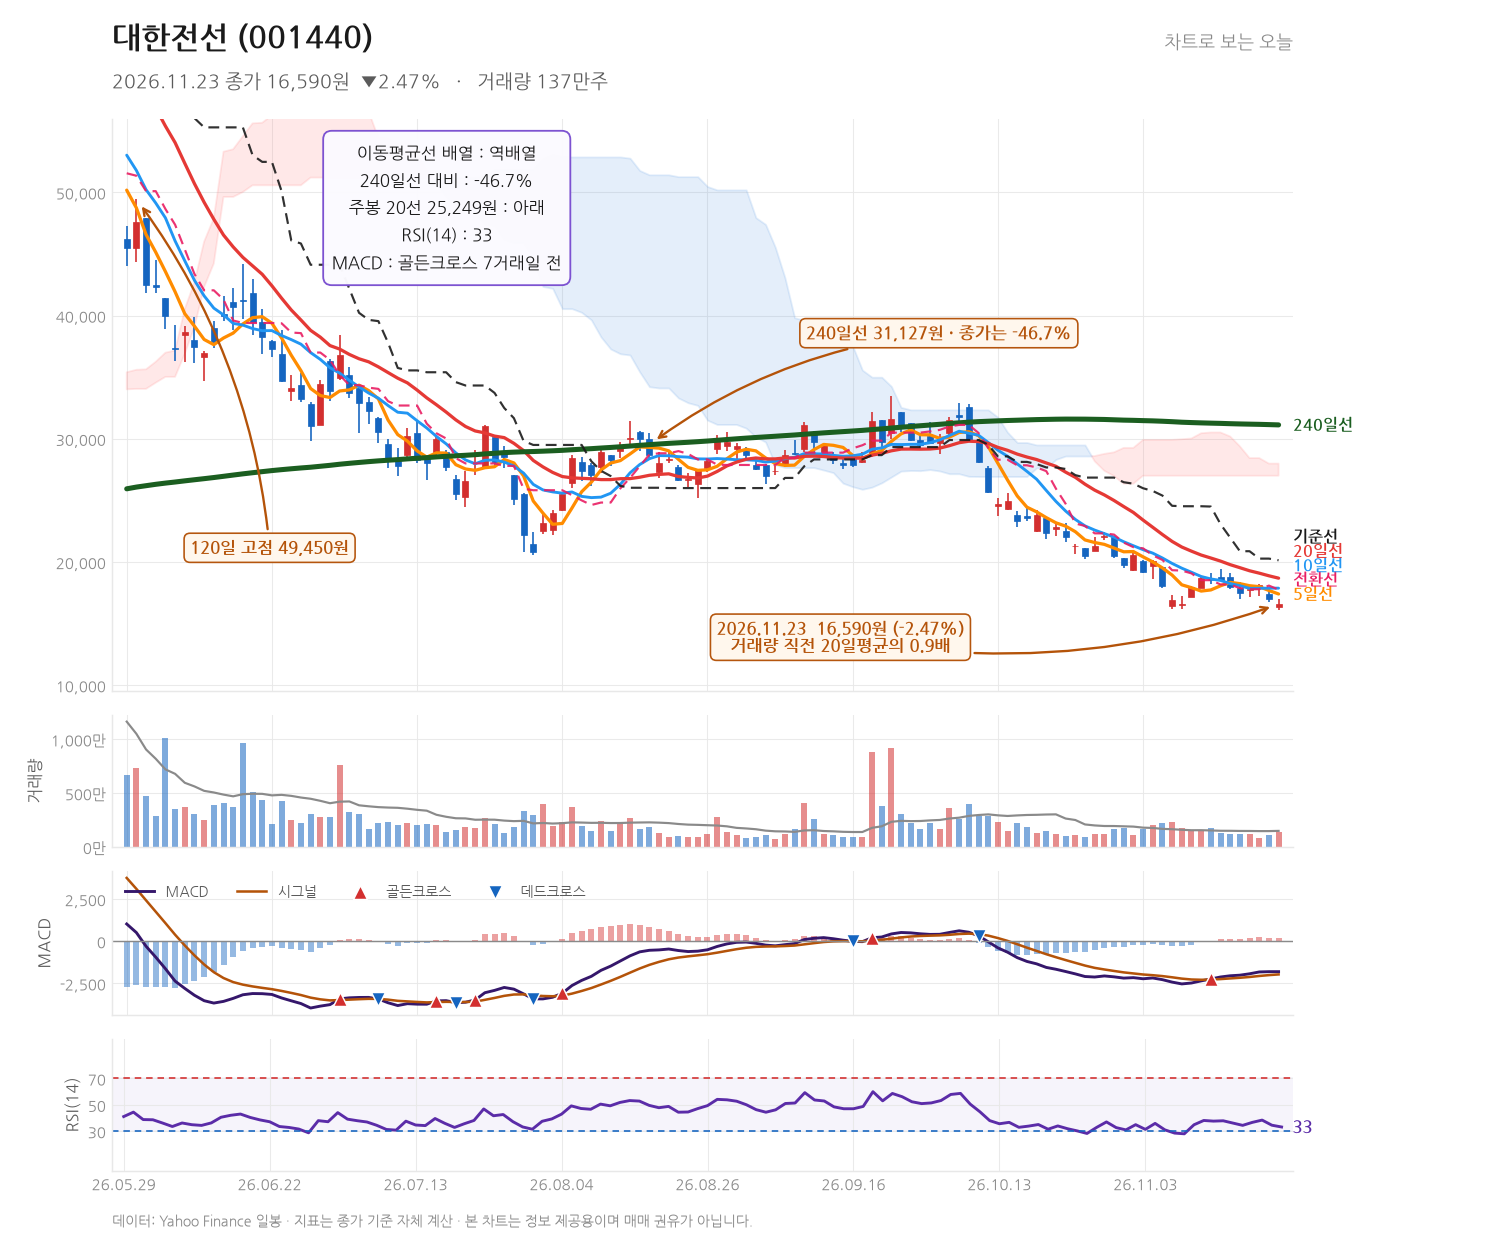 대한전선 (001440)
차트로 보는 오늘
2026.11.23 종가 16,590원 ▼2.47% · 거래량 137만주
이동평균선 배열 : 역배열
240일선 대비 : -46.7%
주봉 20선 25,249원 : 아래
RSI(14) : 33
MACD : 골든크로스 7거래일 전
50,000
40,000
30,000
20,000
10,000
240일선 31,127원 · 종가는 -46.7%
120일 고점 49,450원
2026.11.23 16,590원 (-2.47%)
거래량 직전 20일평균의 0.9배
240일선
기준선
20일선
10일선
전환선
5일선
거래량
1,000만
500만
0만
MACD
MACD 시그널 골든크로스 데드크로스
2,500
0
-2,500
RSI(14)
70
50
30
33
26.05.29 26.06.22 26.07.13 26.08.04 26.08.26 26.09.16 26.10.13 26.11.03
데이터: Yahoo Finance 일봉 · 지표는 종가 기준 자체 계산 · 본 차트는 정보 제공용이며 매매 권유가 아닙니다.